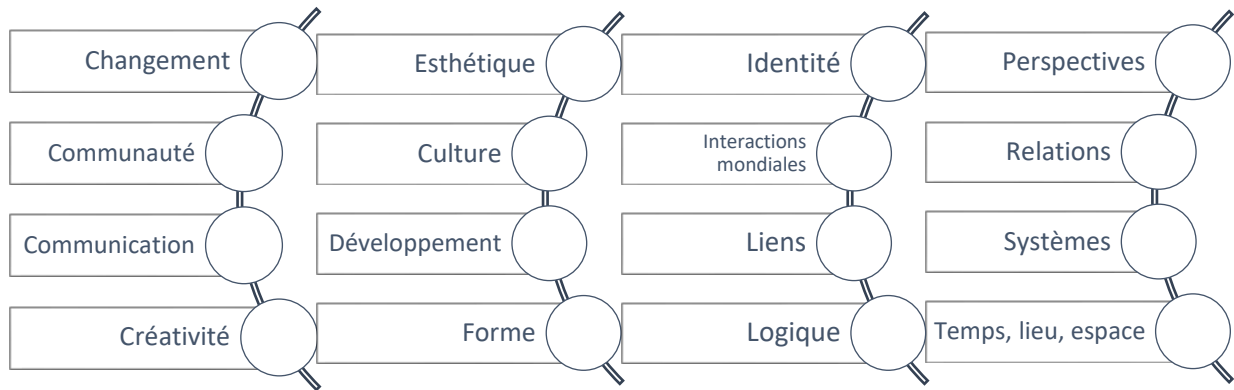 Changement
Communauté
Communication
Créativité
Esthétique
Culture
Développement
Forme
Identité
Interactions
mondiales
Liens
Logique
Perspectives
Relations
Systèmes
Temps, lieu, espace